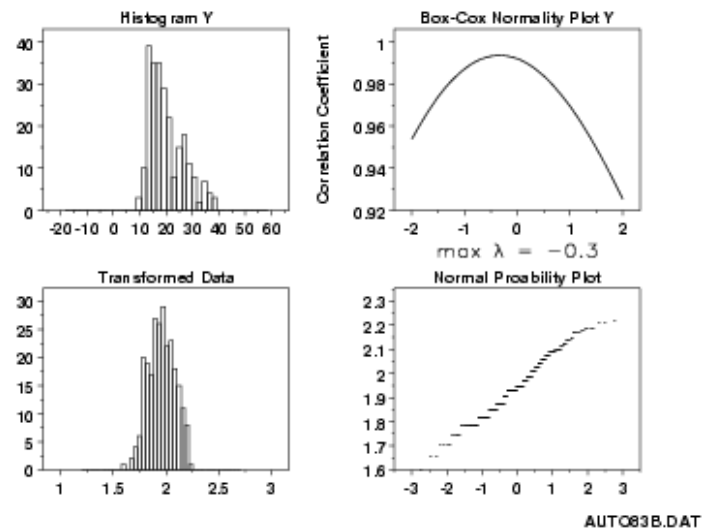 Histogram Y
40
30
20
10
0
-20 -10 0 10 20 30 40 50 60
Box-Cox Normality Plot Y
Correlation Coefficient
1
0.98
0.96
0.94
0.92
-2 -1 0 1 2
max λ = -0.3
Transformed Data
30
25
20
15
10
5
0
1 1.5 2 2.5 3
Normal Proability Plot
2.3
2.2
2.1
2
1.9
1.8
1.7
1.6
-3 -2 -1 0 1 2 3
AUTO83B.DAT